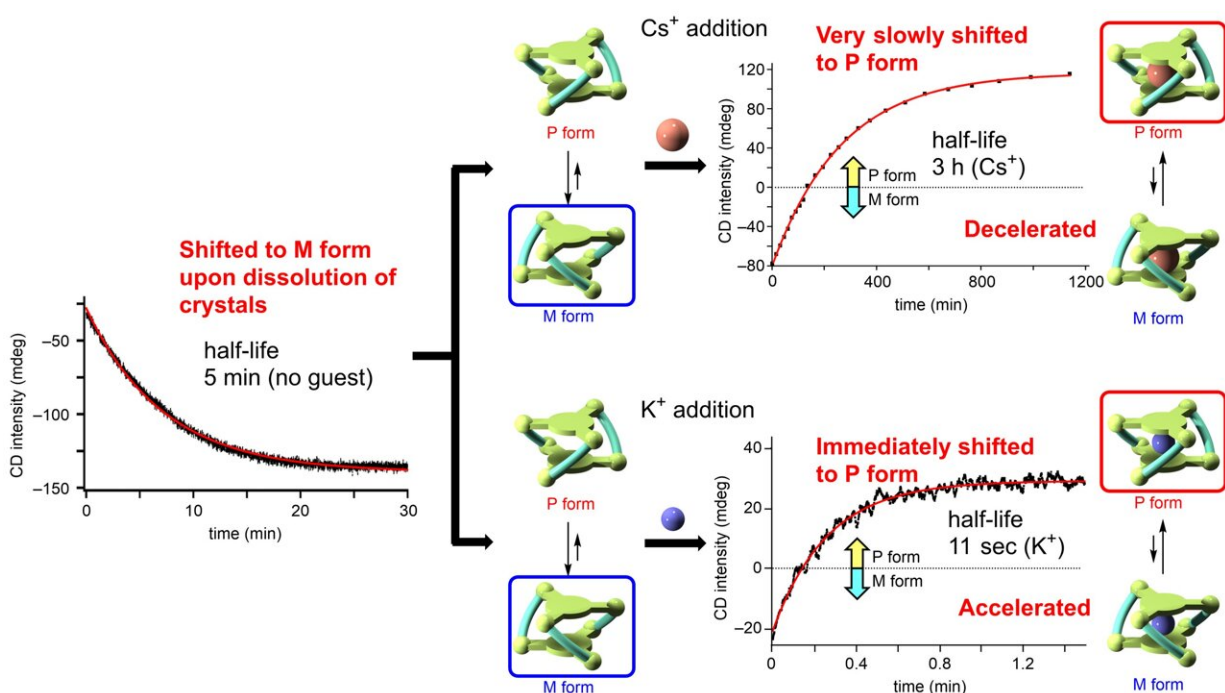 Shifted to M form
upon dissolution of
crystals
half-life
5 min (no guest)
CD intensity (mdeg)
−50
−100
−150
0
10
20
30
time (min)
P form
M form
Cs⁺ addition
Very slowly shifted
to P form
CD intensity (mdeg)
120
80
40
0
−40
−80
half-life
3 h (Cs⁺)
P form
M form
Decelerated
0
400
800
1200
time (min)
P form
M form
P form
M form
K⁺ addition
Immediately shifted
to P form
CD intensity (mdeg)
40
20
0
−20
half-life
11 sec (K⁺)
P form
M form
Accelerated
0
0.4
0.8
1.2
time (min)
P form
M form